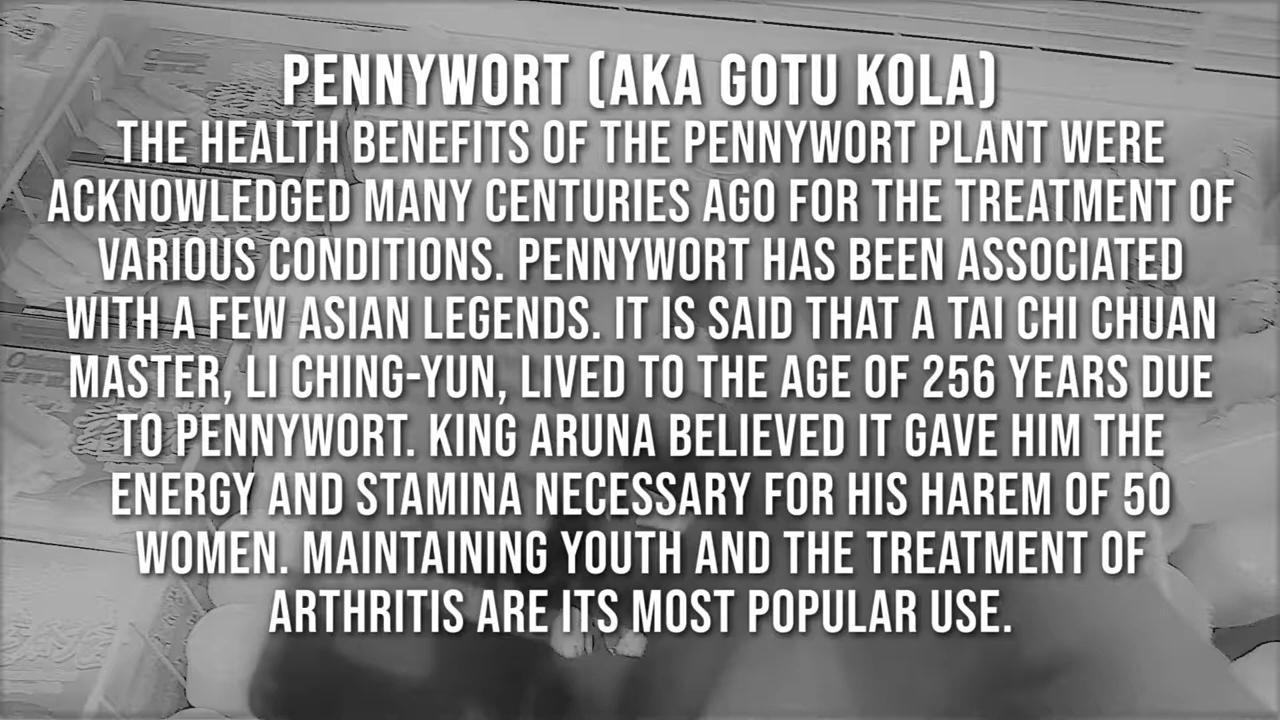 PENNYWORT (AKA GOTU KOLA)
THE HEALTH BENEFITS OF THE PENNYWORT PLANT WERE
ACKNOWLEDGED MANY CENTURIES AGO FOR THE TREATMENT OF
VARIOUS CONDITIONS. PENNYWORT HAS BEEN ASSOCIATED
WITH A FEW ASIAN LEGENDS. IT IS SAID THAT A TAI CHI CHUAN
MASTER, LI CHING-YUN, LIVED TO THE AGE OF 256 YEARS DUE
TO PENNYWORT. KING ARUNA BELIEVED IT GAVE HIM THE
ENERGY AND STAMINA NECESSARY FOR HIS HAREM OF 50
WOMEN. MAINTAINING YOUTH AND THE TREATMENT OF
ARTHRITIS ARE ITS MOST POPULAR USE.